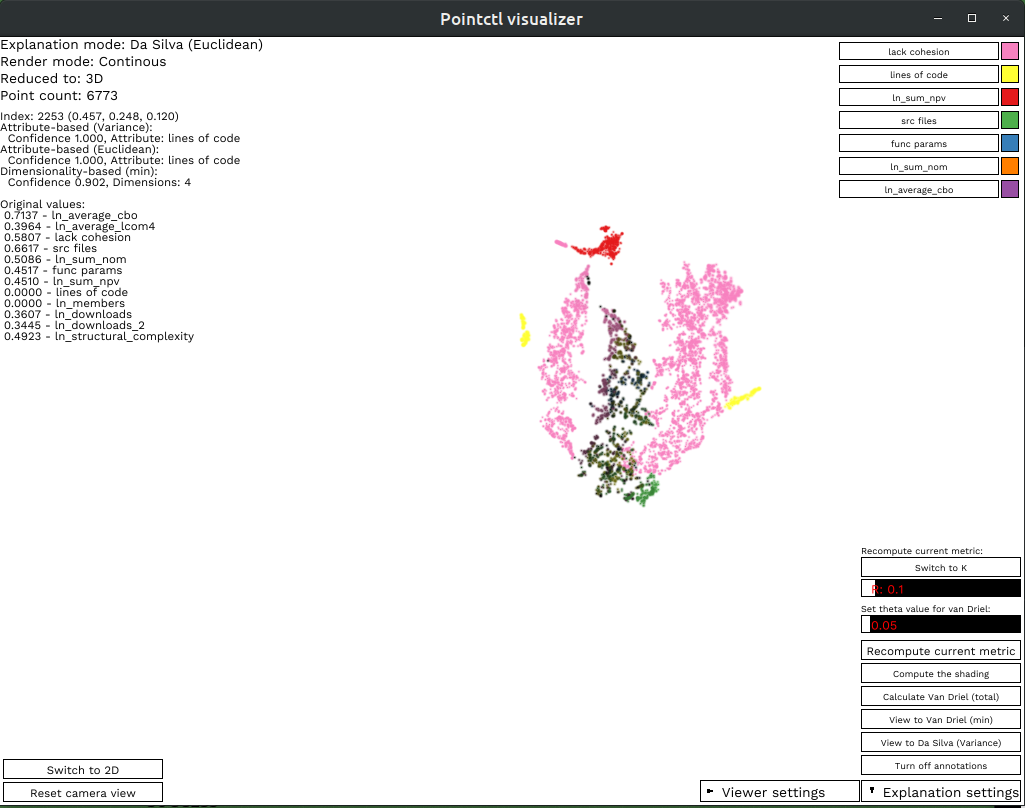 Pointctl visualizer
Explanation mode: Da Silva (Euclidean)
Render mode: Continous
Reduced to: 3D
Point count: 6773
Index: 2253 (0.457, 0.248, 0.120)
Attribute-based (Variance):
Confidence 1.000, Attribute: lines of code
Attribute-based (Euclidean):
Confidence 1.000, Attribute: lines of code
Dimensionality-based (min):
Confidence 0.902, Dimensions: 4
Original values:
0.7137 - ln_average_cbo
0.3964 - ln_average_lcom4
0.5807 - lack cohesion
0.6617 - src files
0.5086 - ln_sum_nom
0.4517 - func params
0.4510 - ln_sum_npv
0.0000 - lines of code
0.0000 - ln_members
0.3607 - ln_downloads
0.3445 - ln_downloads_2
0.4923 - ln_structural_complexity
lack cohesion
lines of code
ln_sum_npv
src files
func params
ln_sum_nom
ln_average_cbo
Recompute current metric:
Switch to K
R: 0.1
Set theta value for van Driel:
0.05
Recompute current metric
Compute the shading
Calculate Van Driel (total)
View to Van Driel (min)
View to Da Silva (Variance)
Turn off annotations
Switch to 2D
Reset camera view
Viewer settings
Explanation settings